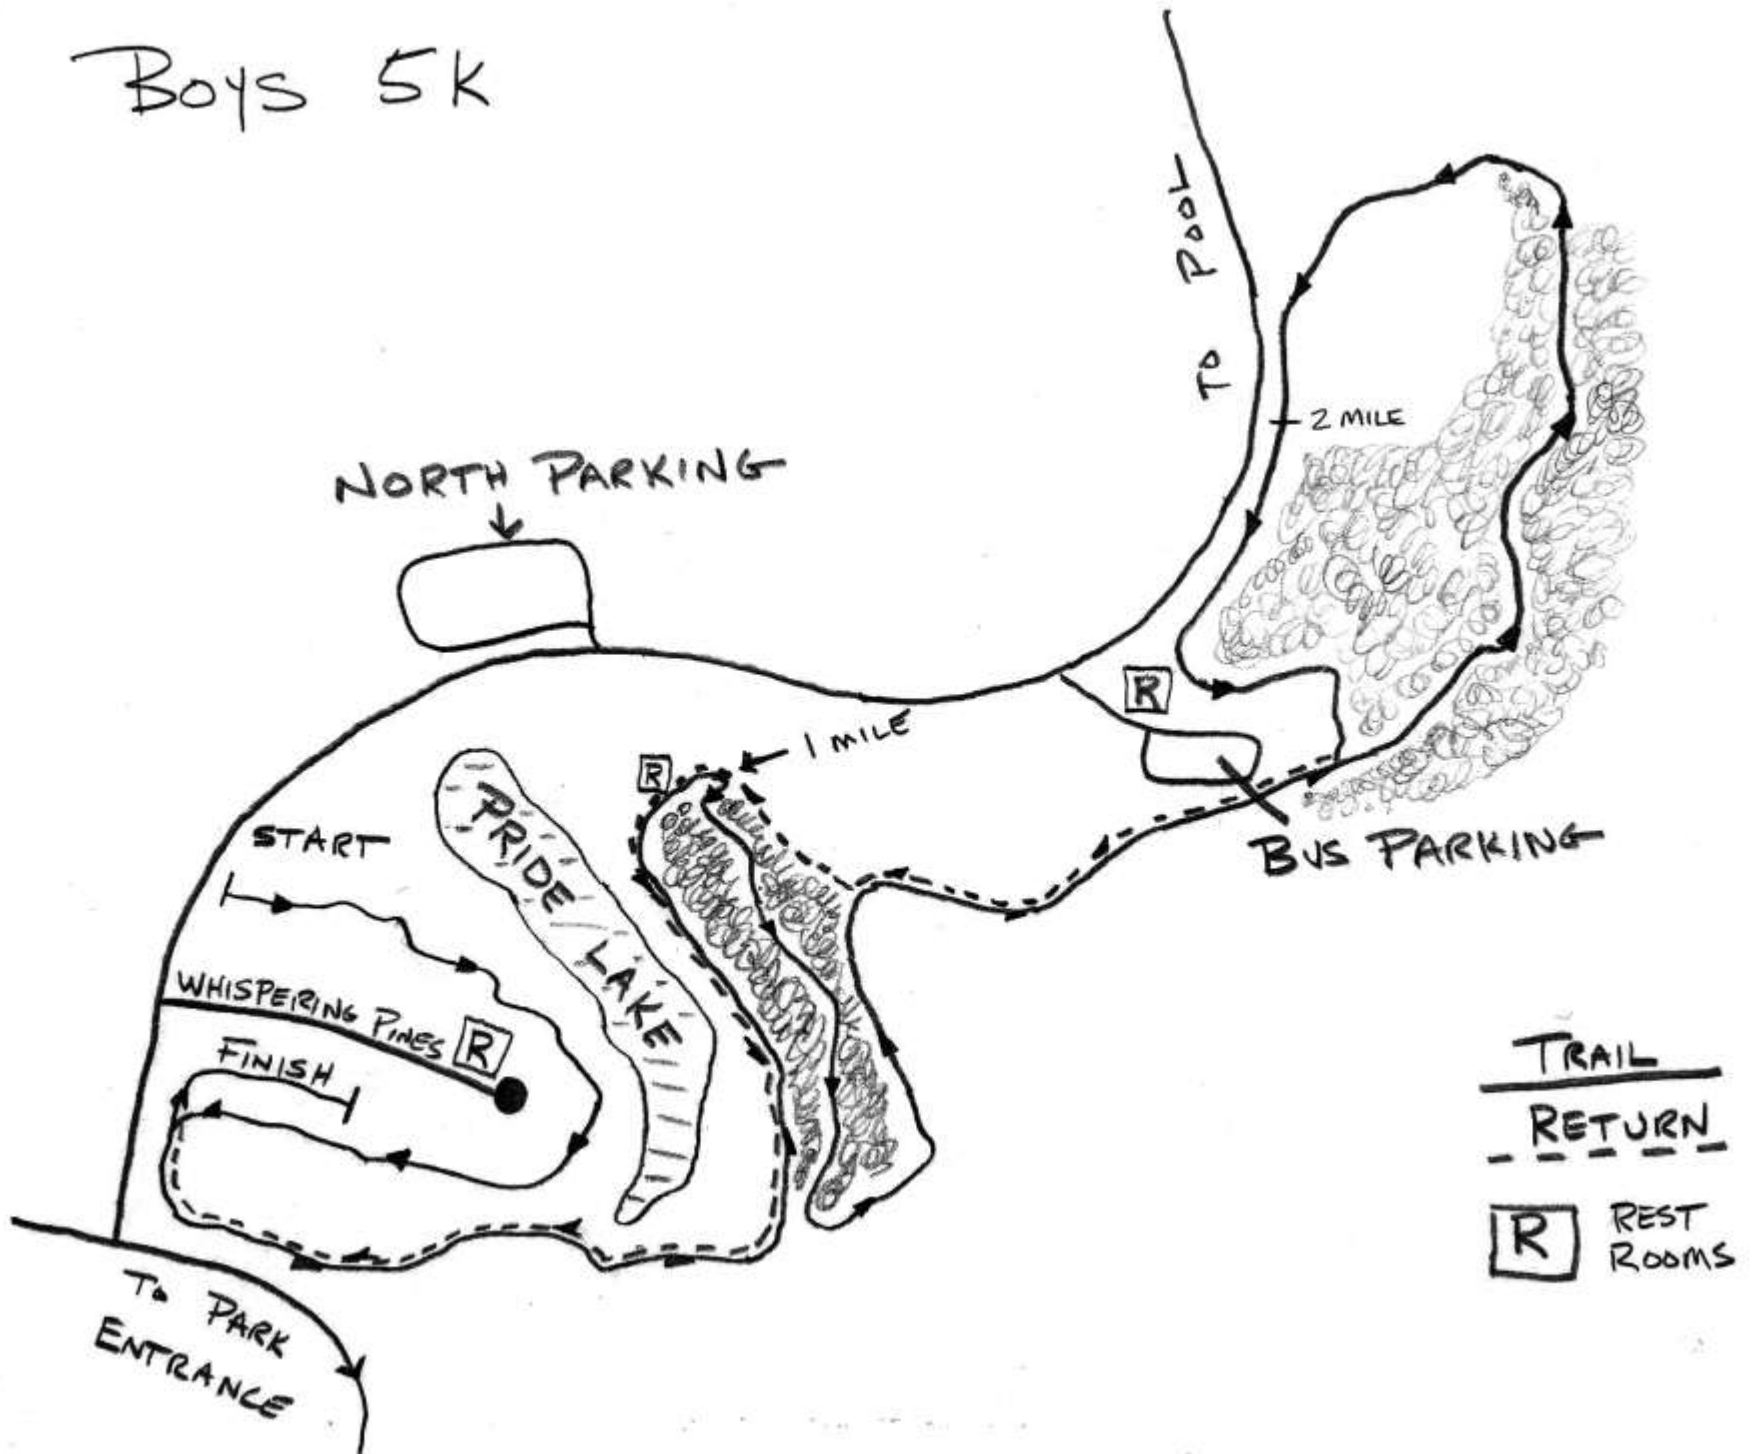 Boys 5K
TO POOL
2 MILE
NORTH PARKING
R
1 MILE
R
START
PRIDE LAKE
BUS PARKING
WHISPERING PINES
R
FINISH
TRAIL
RETURN
R
REST
ROOMS
To PARK
ENTRANCE